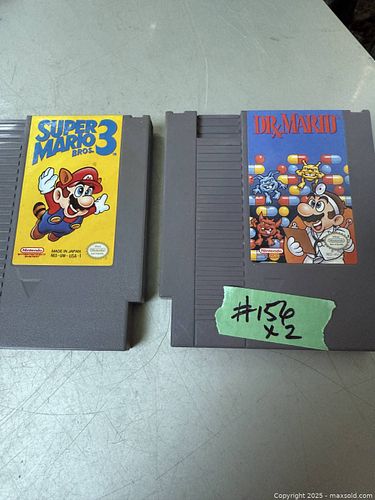 SUPER
MARIO
BROS. 3
Nintendo
MADE IN JAPAN
NES-UM-USA-1
DR. MARIO
Nintendo
#156
x 2
Copyright 2025 - maxsold.com